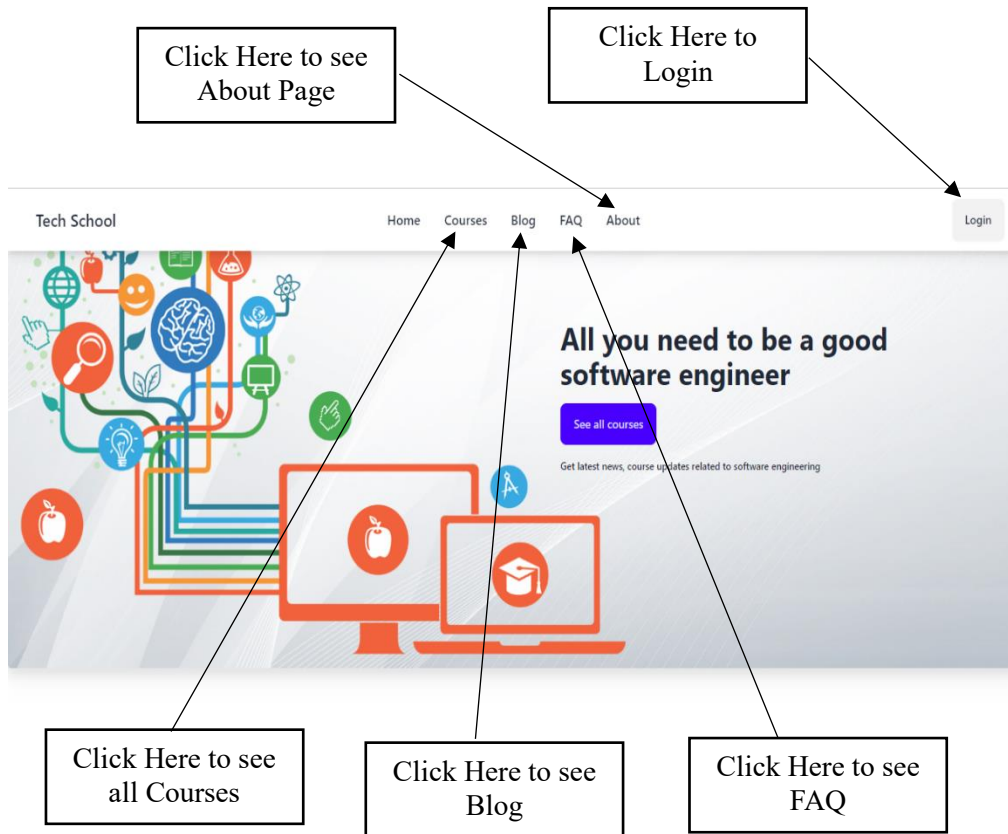 Click Here to see
About Page
Click Here to
Login
Tech School
Home
Courses
Blog
FAQ
About
Login
All you need to be a good
software engineer
See all courses
Get latest news, course updates related to software engineering
Click Here to see
all Courses
Click Here to see
Blog
Click Here to see
FAQ